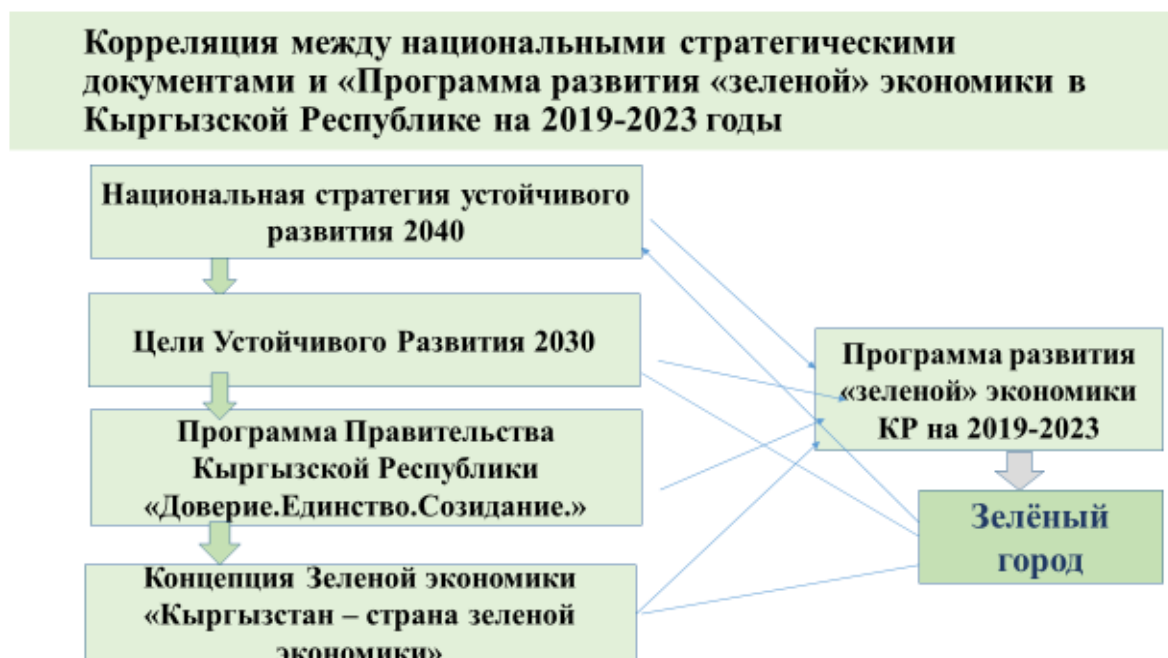 Корреляция между национальными стратегическими
документами и «Программа развития «зеленой» экономики в
Кыргызской Республике на 2019-2023 годы
Национальная стратегия устойчивого
развития 2040
Цели Устойчивого Развития 2030
Программа Правительства
Кыргызской Республики
«Доверие.Единство.Созидание.»
Концепция Зеленой экономики
«Кыргызстан – страна зеленой
экономики»
Программа развития
«зеленой» экономики
КР на 2019-2023
Зелёный
город